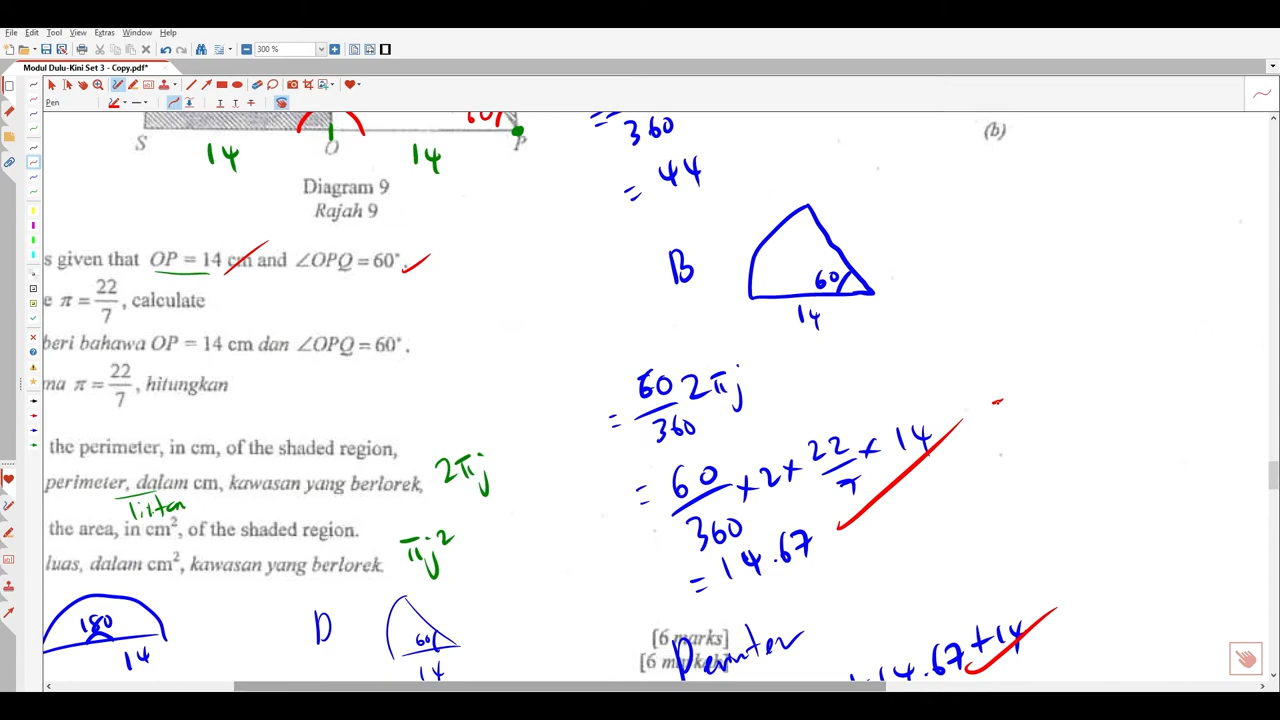 File Edit Tool View Extras Window Help
300 %
Modul Dulu-Kini Set 3 - Copy.pdf*
Pen
60
S O P
14 14
Diagram 9
Rajah 9
s given that OP = 14 cm and ∠OPQ = 60°.
e π = 22/7, calculate
beri bahawa OP = 14 cm dan ∠OPQ = 60°.
ma π = 22/7, hitungkan
the perimeter, in cm, of the shaded region,
perimeter, dalam cm, kawasan yang berlorek, 2πj
the area, in cm², of the shaded region.
luas, dalam cm², kawasan yang berlorek. πj²
180
14
D
60
14
360
= 44
(b)
B
60
14
= 60/360 2πj
= 60/360 × 2 × 22/7 × 14
= 14.67
[6 marks]
[6
14.67 + 14